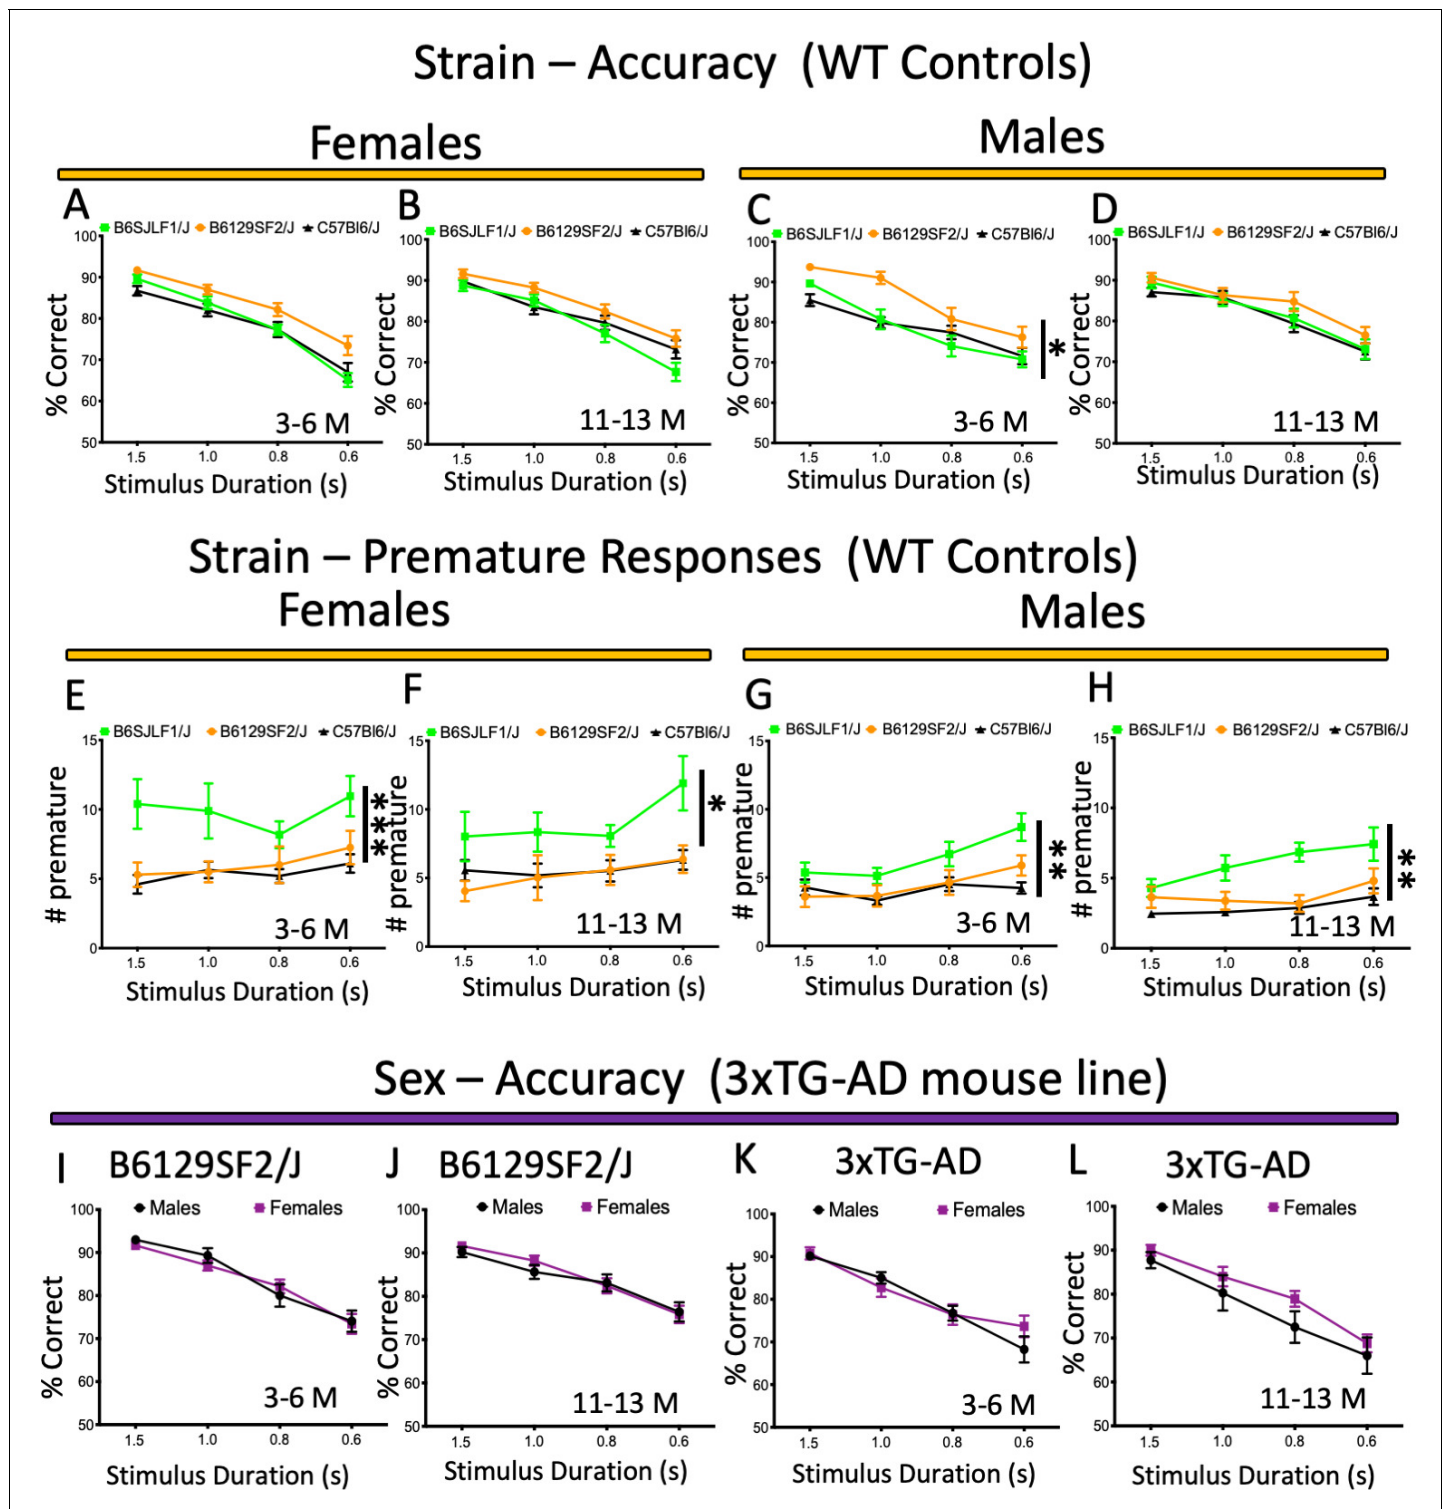 Strain – Accuracy (WT Controls)
Females
Males
A
B6SJLF1/J B6129SF2/J C57Bl6/J
100
90
80
70
60
50
% Correct
3-6 M
1.5 1.0 0.8 0.6
Stimulus Duration (s)
B
B6SJLF1/J B6129SF2/J C57Bl6/J
100
90
80
70
60
50
% Correct
11-13 M
1.5 1.0 0.8 0.6
Stimulus Duration (s)
C
B6SJLF1/J B6129SF2/J C57Bl6/J
100
90
80
70
60
50
% Correct
*
3-6 M
1.5 1.0 0.8 0.6
Stimulus Duration (s)
D
B6SJLF1/J B6129SF2/J C57Bl6/J
100
90
80
70
60
50
% Correct
11-13 M
1.5 1.0 0.8 0.6
Stimulus Duration (s)
Strain – Premature Responses (WT Controls)
Females
Males
E
B6SJLF1/J B6129SF2/J C57Bl6/J
15
10
5
0
# premature
***
3-6 M
1.5 1.0 0.8 0.6
Stimulus Duration (s)
F
B6SJLF1/J B6129SF2/J C57Bl6/J
15
10
5
0
# premature
*
11-13 M
1.5 1.0 0.8 0.6
Stimulus Duration (s)
G
B6SJLF1/J B6129SF2/J C57Bl6/J
15
10
5
0
# premature
**
3-6 M
1.5 1.0 0.8 0.6
Stimulus Duration (s)
H
B6SJLF1/J B6129SF2/J C57Bl6/J
15
10
5
0
# premature
**
11-13 M
1.5 1.0 0.8 0.6
Stimulus Duration (s)
Sex – Accuracy (3xTG-AD mouse line)
I B6129SF2/J
Males Females
100
90
80
70
60
50
% Correct
3-6 M
1.5 1.0 0.8 0.6
Stimulus Duration (s)
J B6129SF2/J
Males Females
100
90
80
70
60
50
% Correct
11-13 M
1.5 1.0 0.8 0.6
Stimulus Duration (s)
K 3xTG-AD
Males Females
100
90
80
70
60
50
% Correct
3-6 M
1.5 1.0 0.8 0.6
Stimulus Duration (s)
L 3xTG-AD
Males Females
100
90
80
70
60
50
% Correct
11-13 M
1.5 1.0 0.8 0.6
Stimulus Duration (s)